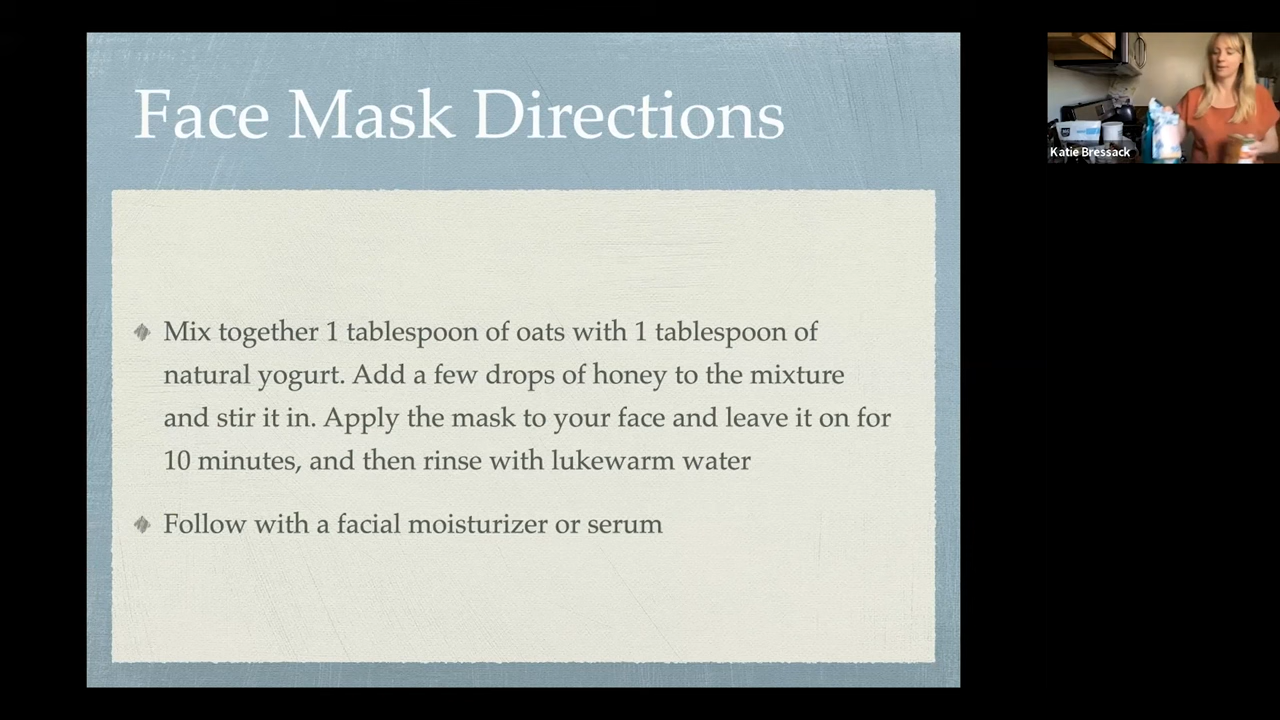 Face Mask Directions
Mix together 1 tablespoon of oats with 1 tablespoon of
natural yogurt. Add a few drops of honey to the mixture
and stir it in. Apply the mask to your face and leave it on for
10 minutes, and then rinse with lukewarm water
Follow with a facial moisturizer or serum
Katie Bressack